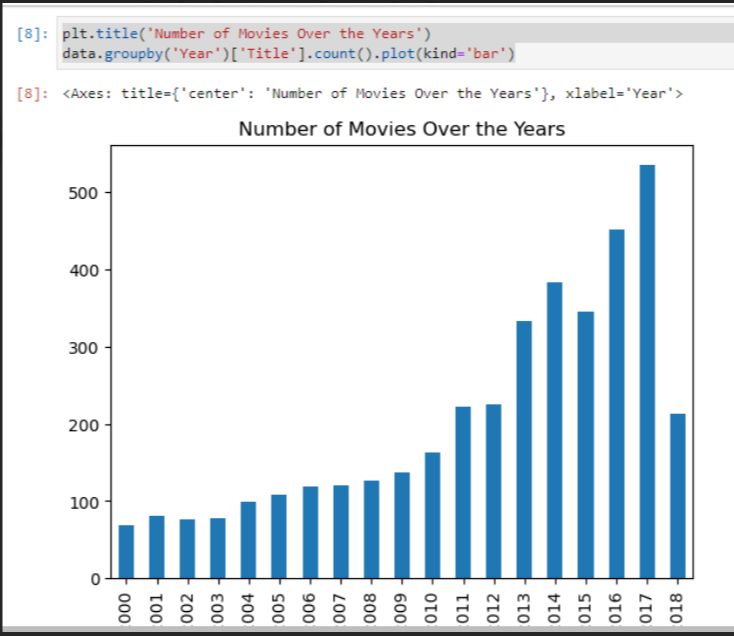 [8]: plt.title('Number of Movies Over the Years')
data.groupby('Year')['Title'].count().plot(kind='bar')
[8]: <Axes: title={'center': 'Number of Movies Over the Years'}, xlabel='Year'>
Number of Movies Over the Years
500
400
300
200
100
0
000 001 002 003 004 005 006 007 008 009 010 011 012 013 014 015 016 017 018